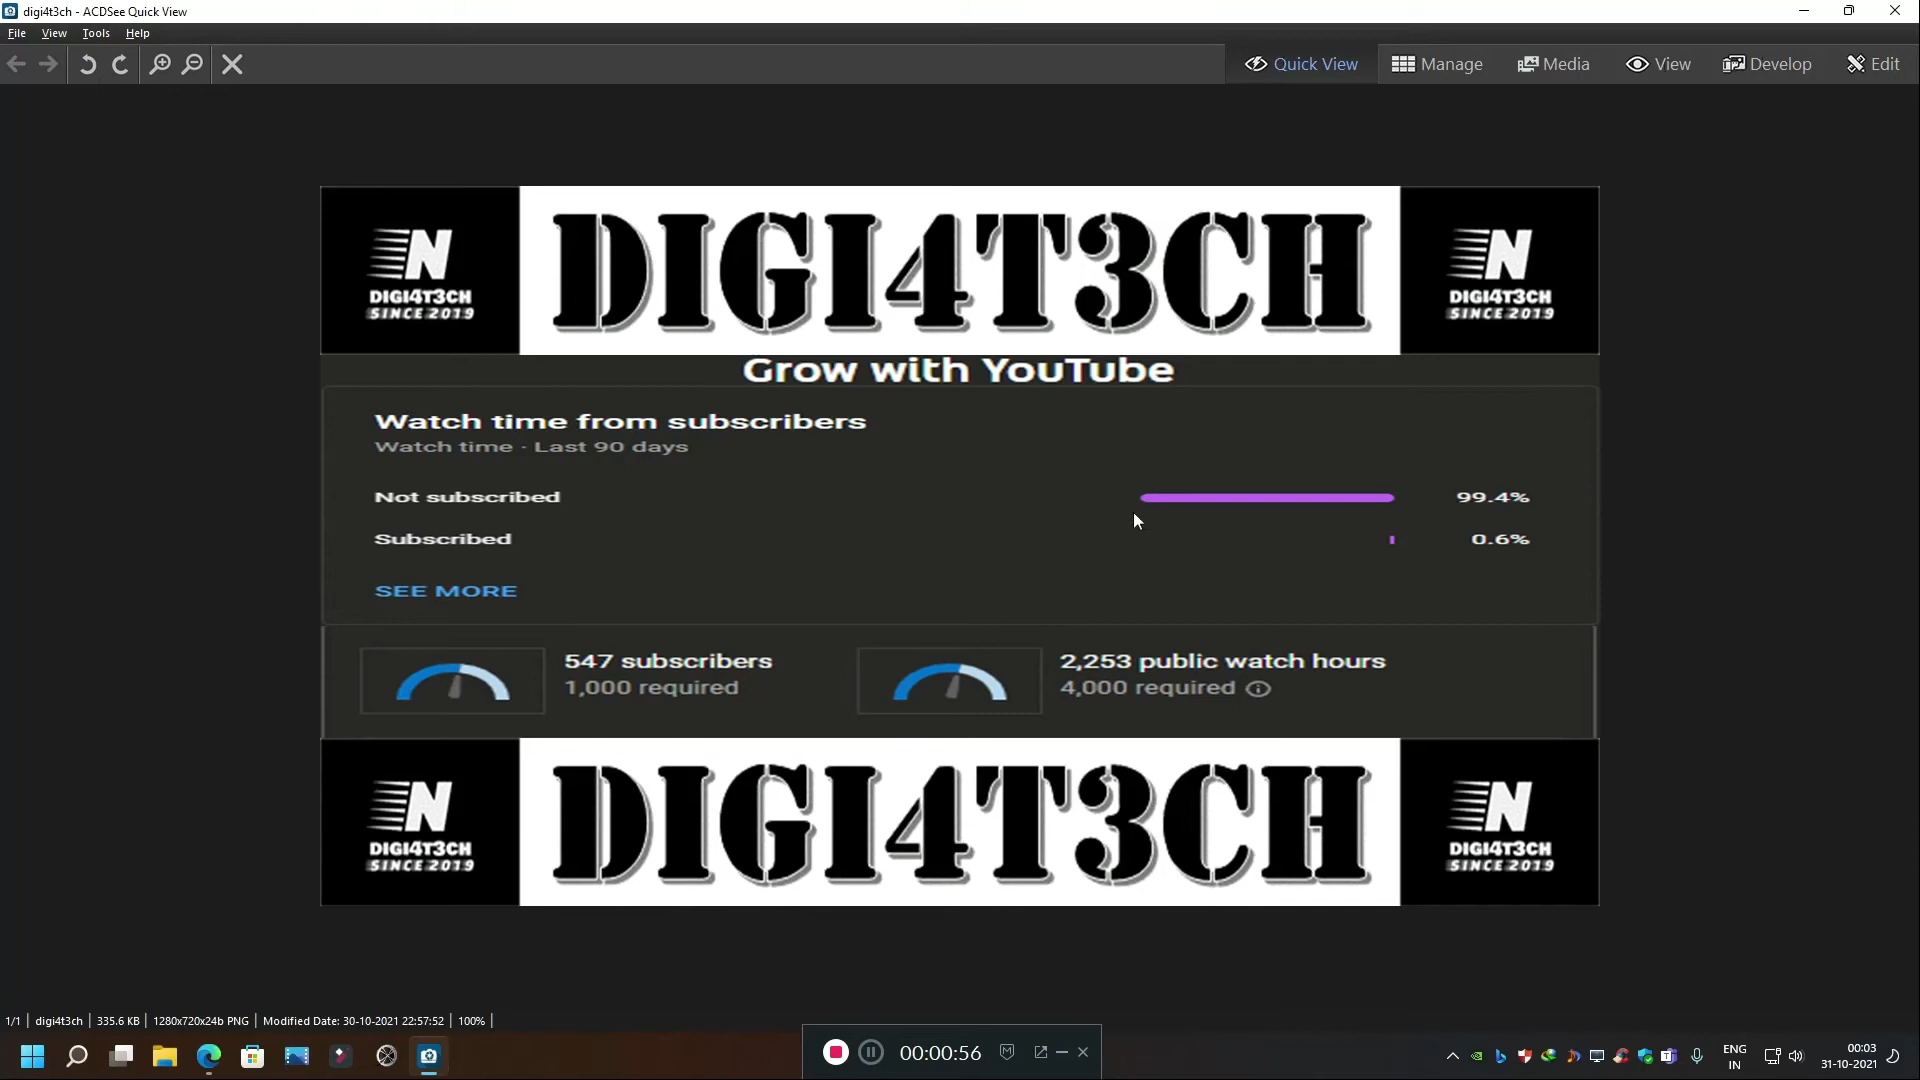 digi4t3ch - ACDSee Quick View
File View Tools Help
Quick View Manage Media View Develop Edit
N DIGI4T3CH N
DIGI4T3CH DIGI4T3CH
SINCE 2019 SINCE 2019
Grow with YouTube
Watch time from subscribers
Watch time · Last 90 days
Not subscribed 99.4%
Subscribed 0.6%
SEE MORE
547 subscribers 2,253 public watch hours
1,000 required 4,000 required
N DIGI4T3CH N
DIGI4T3CH DIGI4T3CH
SINCE 2019 SINCE 2019
1/1 digi4t3ch 335.6 KB 1280x720x24b PNG Modified Date: 30-10-2021 22:57:52 100%
00:00:56
ENG 00:03
IN 31-10-2021